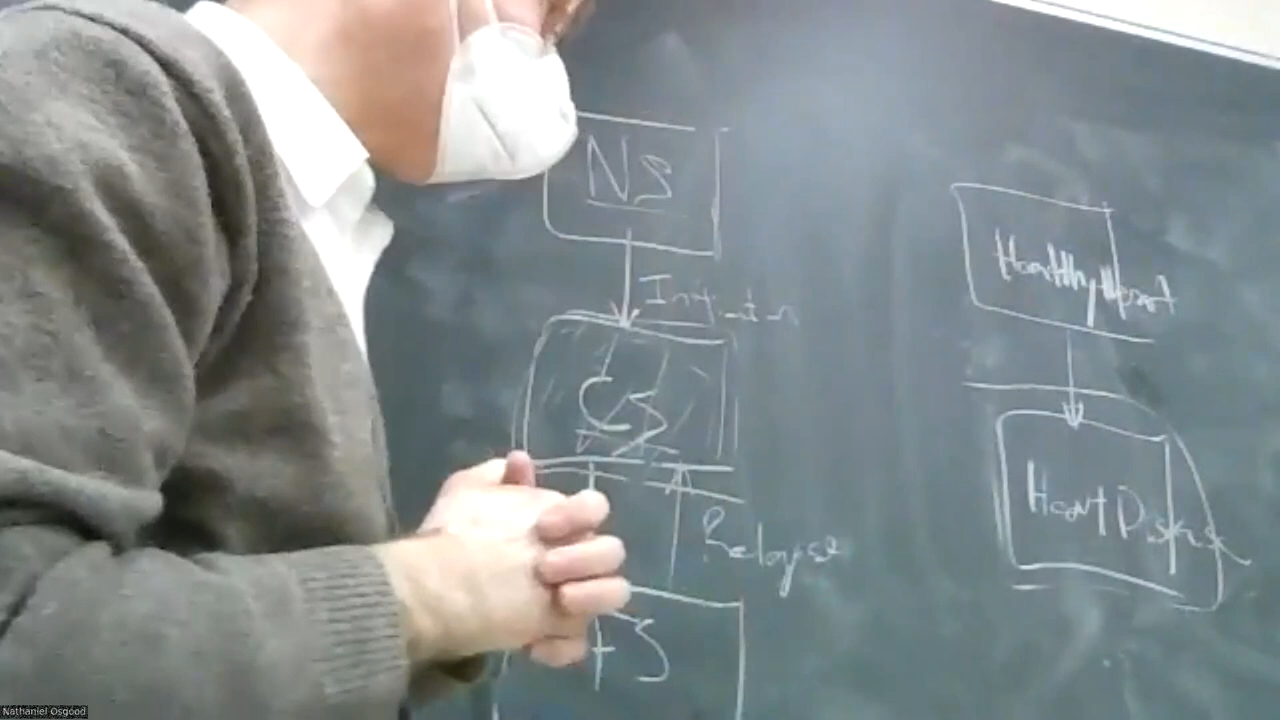 NS
Initiation
CS
Relapse
FS
Healthy Heart
Heart Disease
Nathaniel Osgood